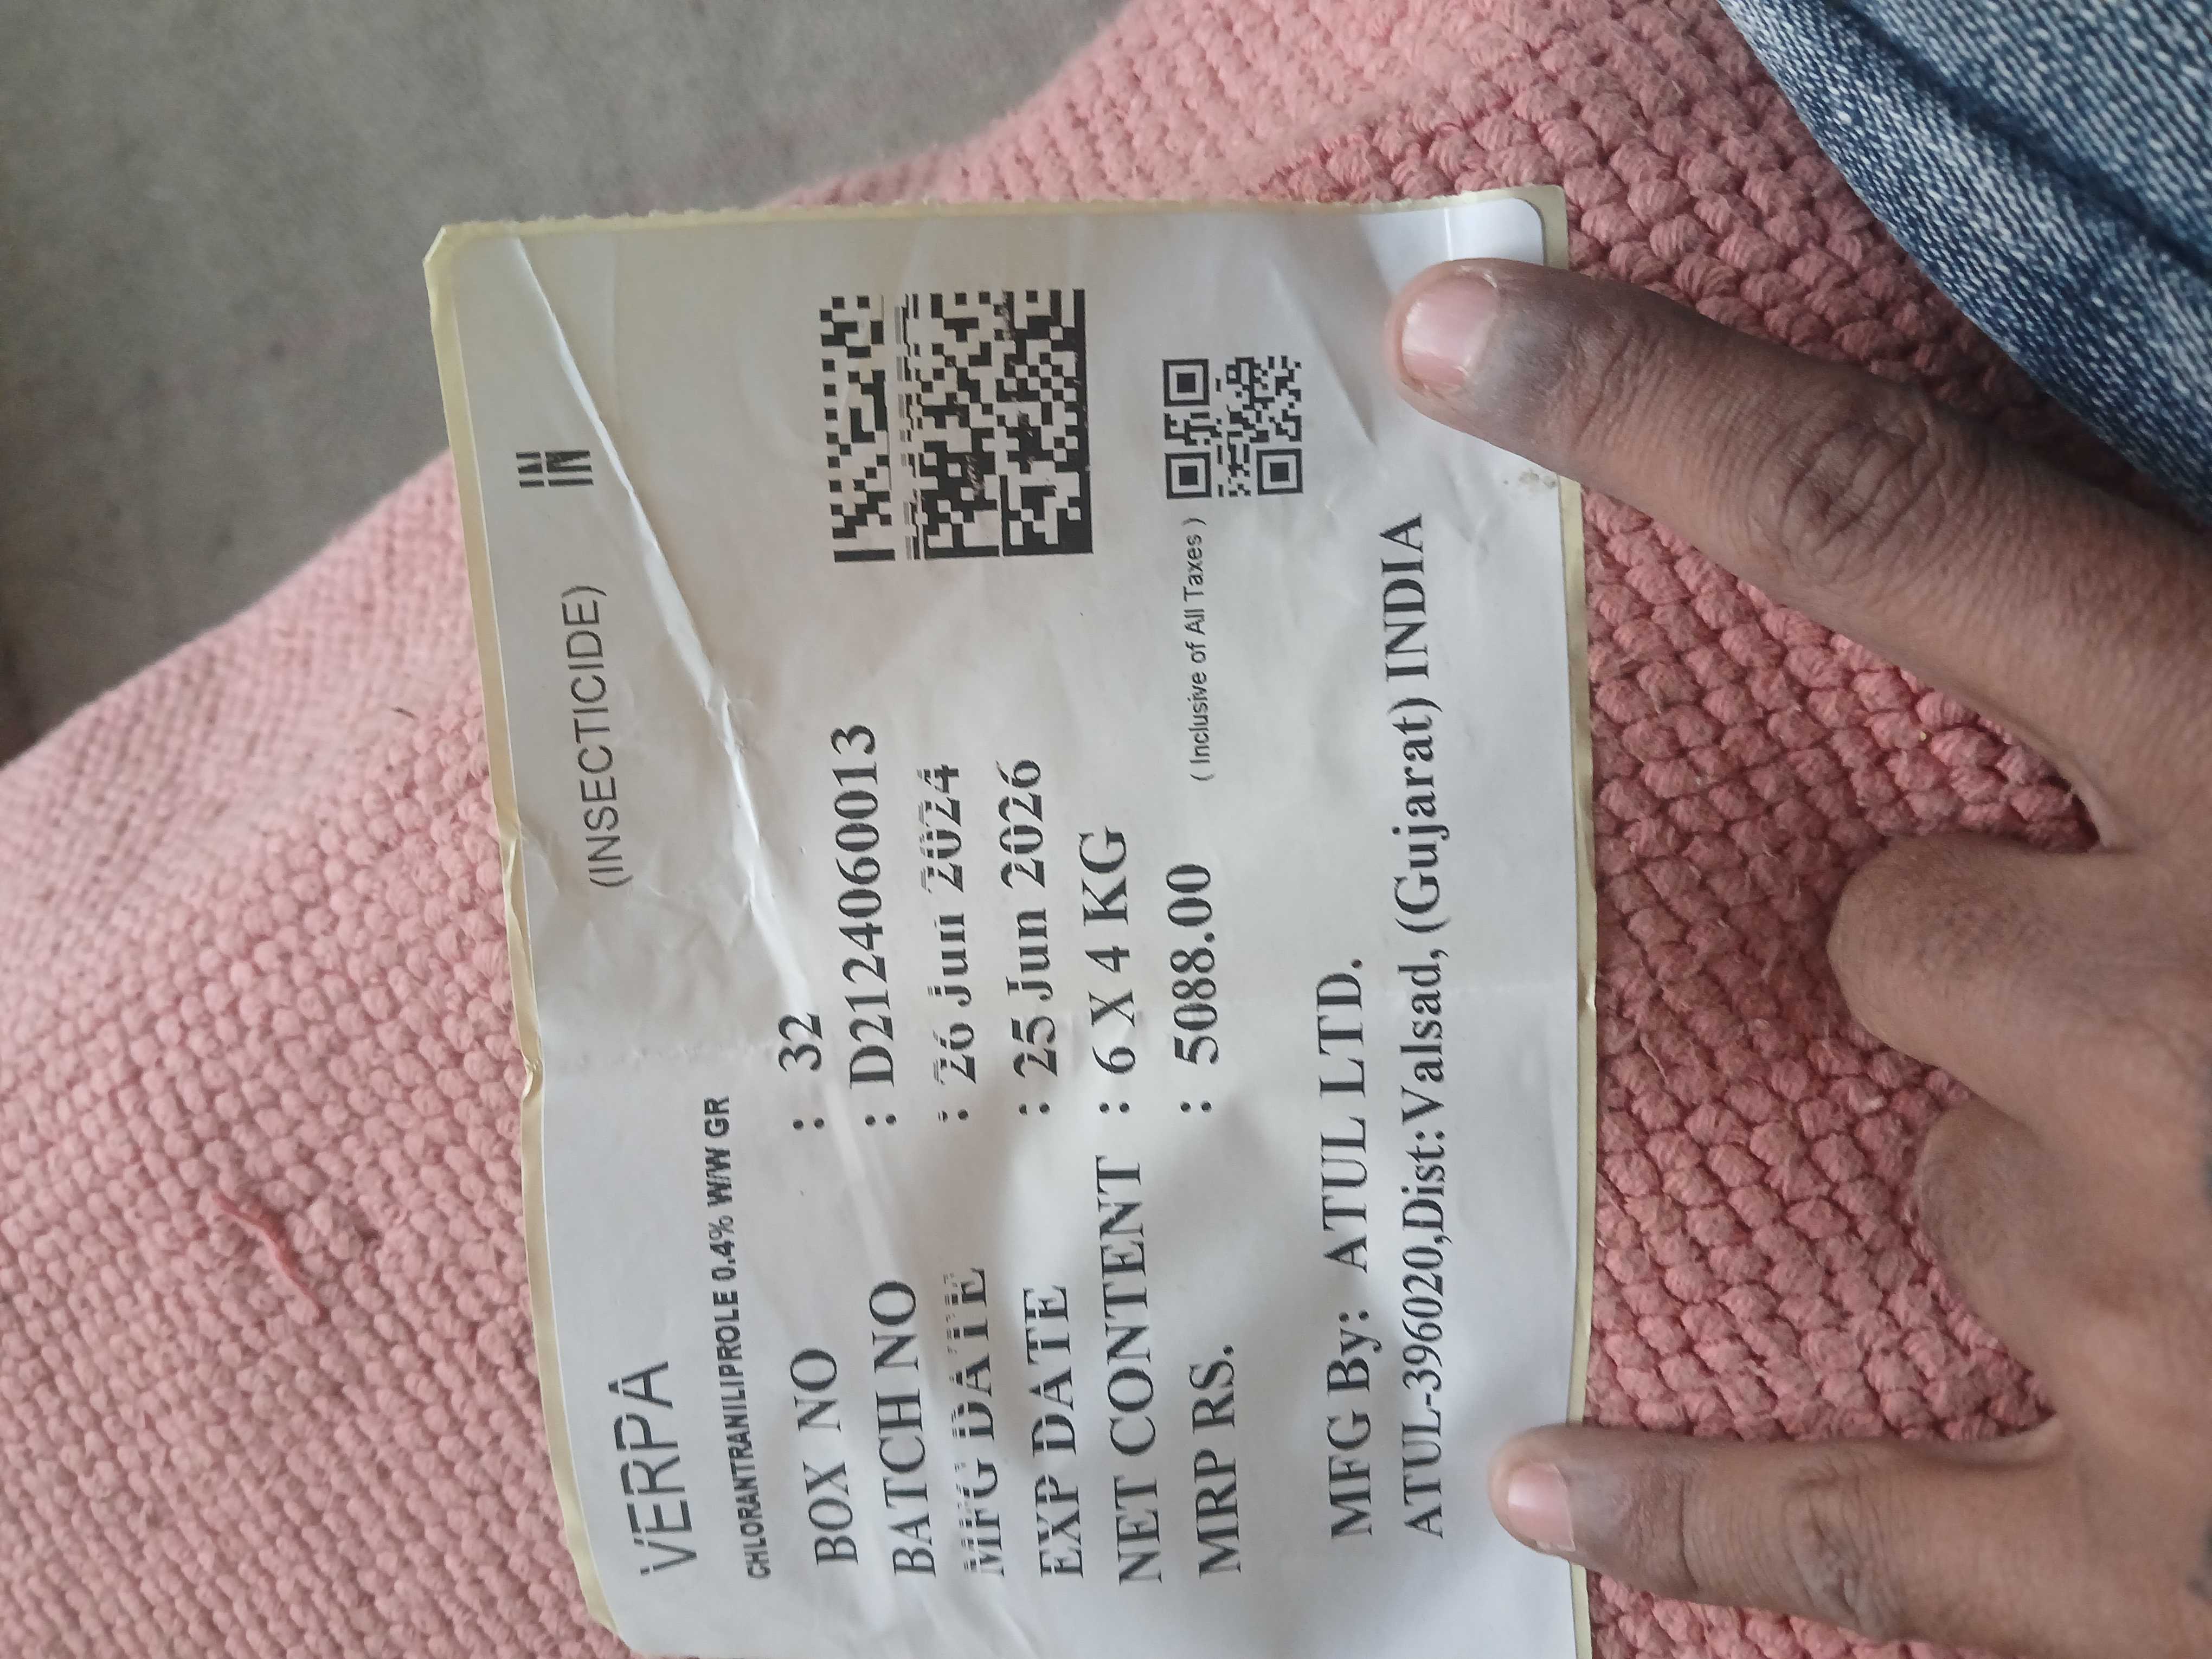 VERPA (INSECTICIDE) IN
CHLORANTRANILIPROLE 0.4% W/W GR
BOX NO : 32
BATCH NO : D2124060013
MFG DATE : 26 Jun 2024
EXP DATE : 25 Jun 2026
NET CONTENT : 6 X 4 KG
MRP RS. : 5088.00 ( Inclusive of All Taxes )
MFG By: ATUL LTD.
ATUL-396020,Dist:Valsad, (Gujarat) INDIA